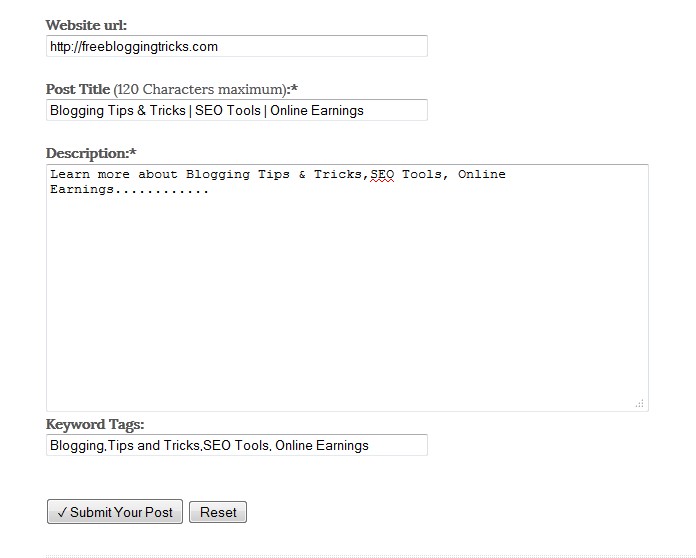 Website url:
http://freebloggingtricks.com
Post Title (120 Characters maximum):*
Blogging Tips & Tricks | SEO Tools | Online Earnings
Description:*
Learn more about Blogging Tips & Tricks,SEO Tools, Online
Earnings............
Keyword Tags:
Blogging,Tips and Tricks,SEO Tools, Online Earnings
✓ Submit Your Post Reset